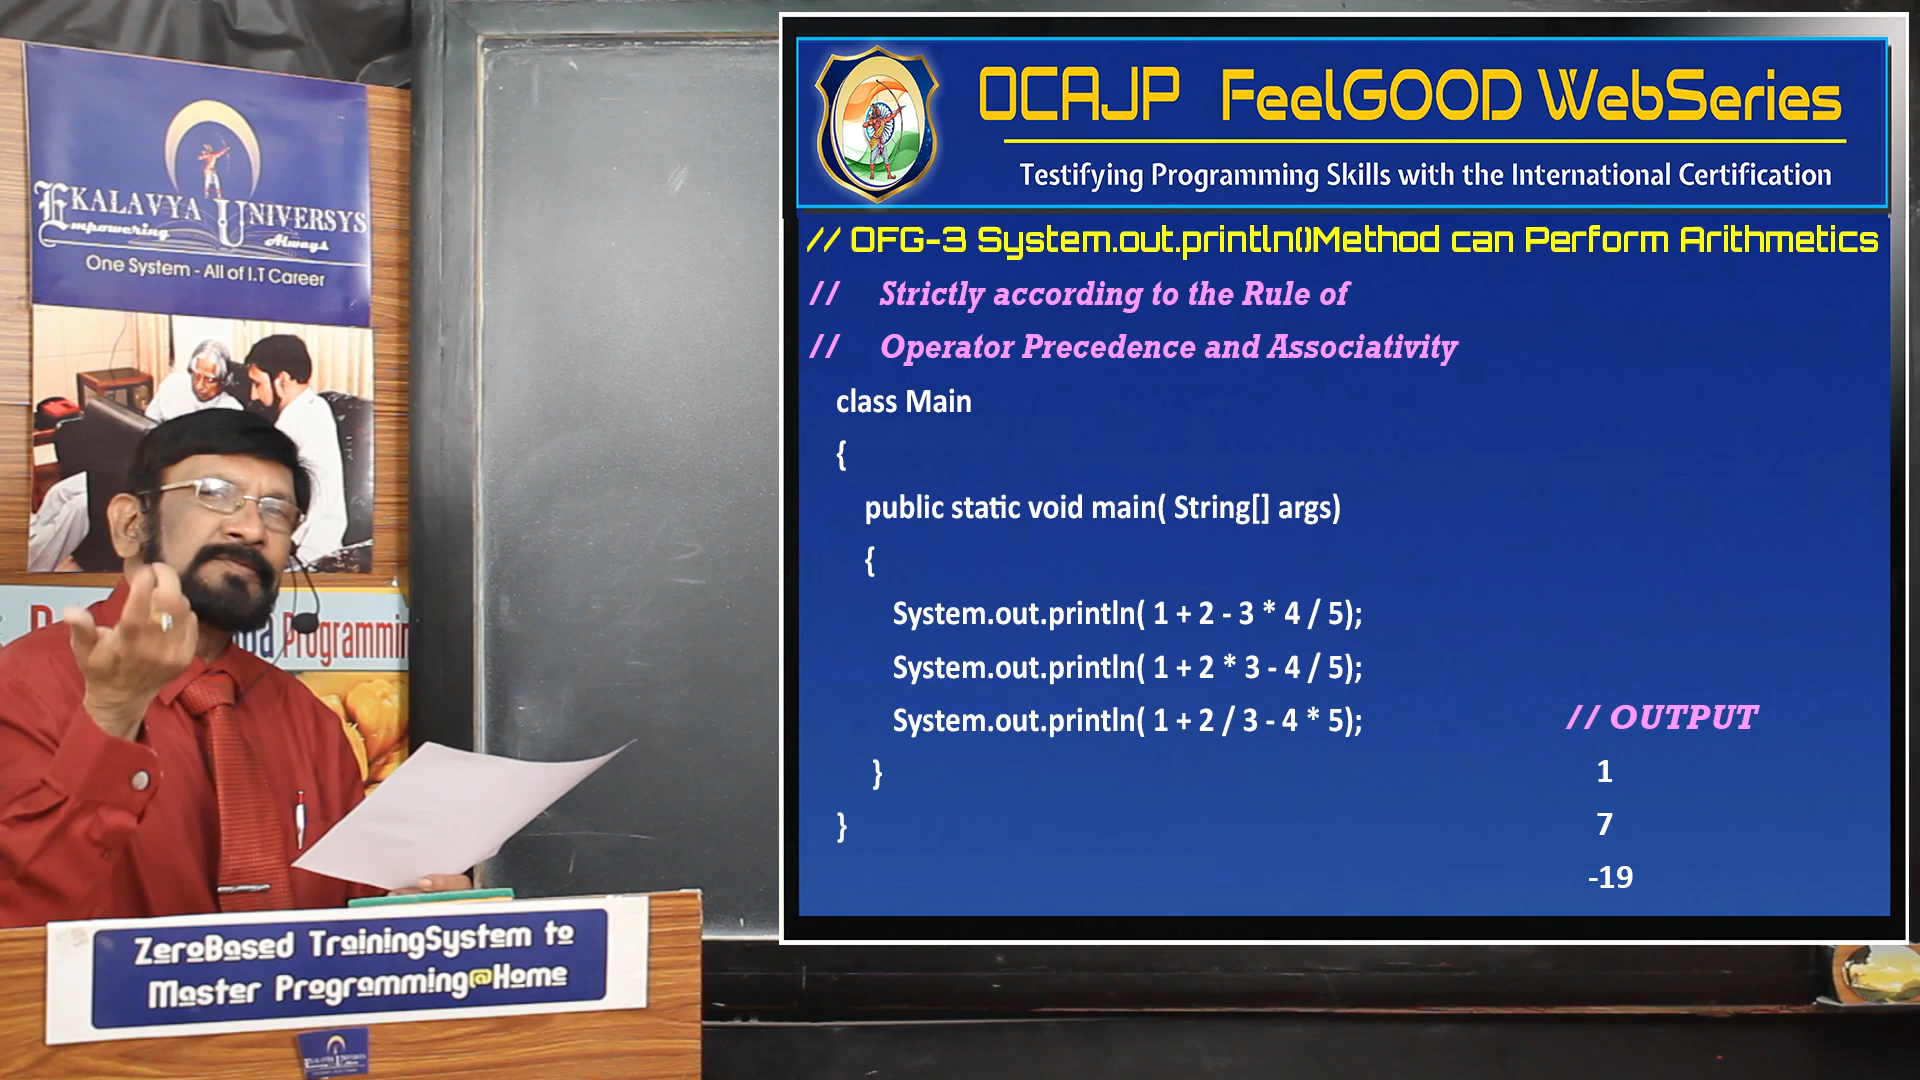 EKALAVYA UNIVERSYS
Empowering Always
One System - All of I.T Career
Programmin
ZeroBased TrainingSystem to
Master Programming@Home
OCAJP FeelGOOD WebSeries
Testifying Programming Skills with the International Certification
// OFG-3 System.out.println()Method can Perform Arithmetics
// Strictly according to the Rule of
// Operator Precedence and Associativity
class Main
{
public static void main( String[] args)
{
System.out.println( 1 + 2 - 3 * 4 / 5);
System.out.println( 1 + 2 * 3 - 4 / 5);
System.out.println( 1 + 2 / 3 - 4 * 5);
}
}
// OUTPUT
1
7
-19